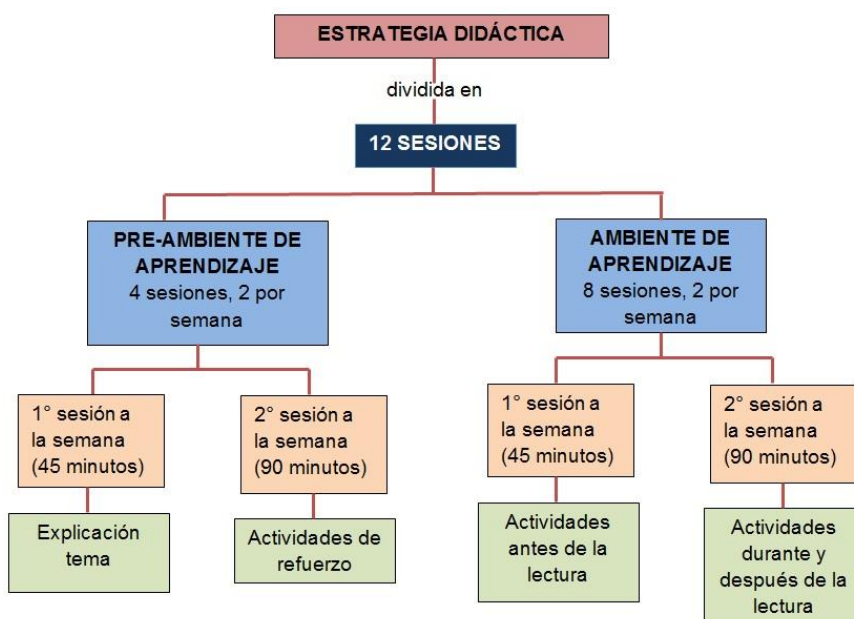 ESTRATEGIA DIDÁCTICA
dividida en
12 SESIONES
PRE-AMBIENTE DE
APRENDIZAJE
4 sesiones, 2 por
semana
AMBIENTE DE
APRENDIZAJE
8 sesiones, 2 por
semana
1° sesión a
la semana
(45 minutos)
2° sesión a
la semana
(90 minutos)
1° sesión a
la semana
(45 minutos)
2° sesión a
la semana
(90 minutos)
Explicación
tema
Actividades de
refuerzo
Actividades
antes de la
lectura
Actividades
durante y
después de la
lectura